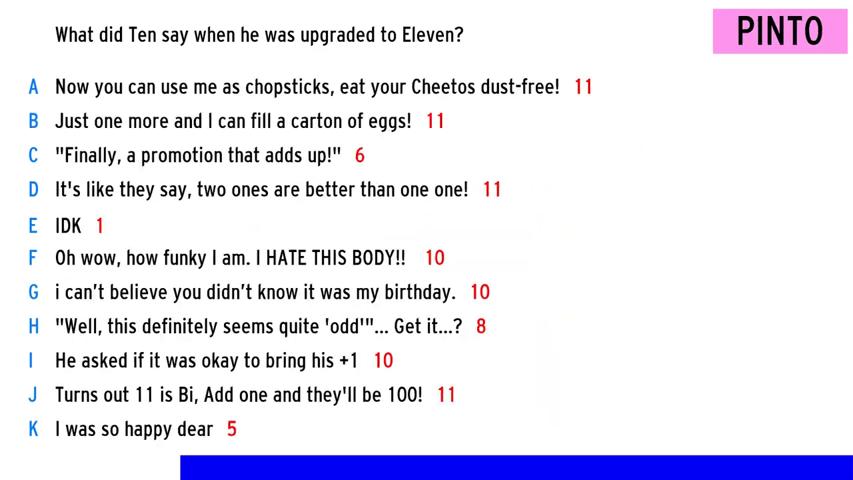 What did Ten say when he was upgraded to Eleven?
PINTO
A Now you can use me as chopsticks, eat your Cheetos dust-free! 11
B Just one more and I can fill a carton of eggs! 11
C "Finally, a promotion that adds up!" 6
D It's like they say, two ones are better than one one! 11
E IDK 1
F Oh wow, how funky I am. I HATE THIS BODY!! 10
G i can't believe you didn't know it was my birthday. 10
H "Well, this definitely seems quite 'odd'"... Get it...? 8
I He asked if it was okay to bring his +1 10
J Turns out 11 is Bi, Add one and they'll be 100! 11
K I was so happy dear 5